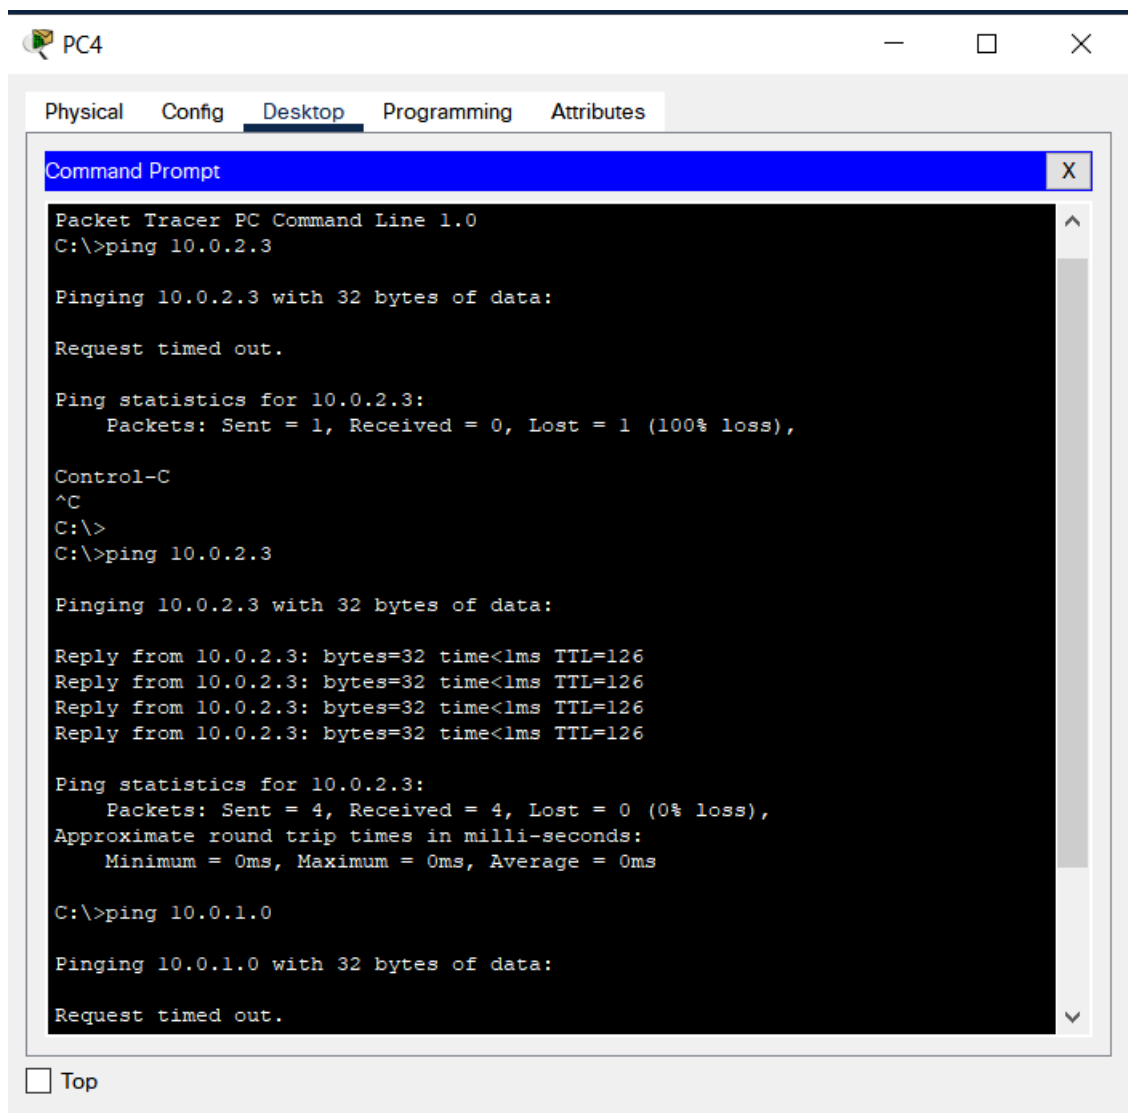 PC4
Physical Config Desktop Programming Attributes
Command Prompt
X
Packet Tracer PC Command Line 1.0
C:\>ping 10.0.2.3
Pinging 10.0.2.3 with 32 bytes of data:
Request timed out.
Ping statistics for 10.0.2.3:
    Packets: Sent = 1, Received = 0, Lost = 1 (100% loss),
Control-C
^C
C:\>
C:\>ping 10.0.2.3
Pinging 10.0.2.3 with 32 bytes of data:
Reply from 10.0.2.3: bytes=32 time<1ms TTL=126
Reply from 10.0.2.3: bytes=32 time<1ms TTL=126
Reply from 10.0.2.3: bytes=32 time<1ms TTL=126
Reply from 10.0.2.3: bytes=32 time<1ms TTL=126
Ping statistics for 10.0.2.3:
    Packets: Sent = 4, Received = 4, Lost = 0 (0% loss),
Approximate round trip times in milli-seconds:
    Minimum = 0ms, Maximum = 0ms, Average = 0ms
C:\>ping 10.0.1.0
Pinging 10.0.1.0 with 32 bytes of data:
Request timed out.
Top